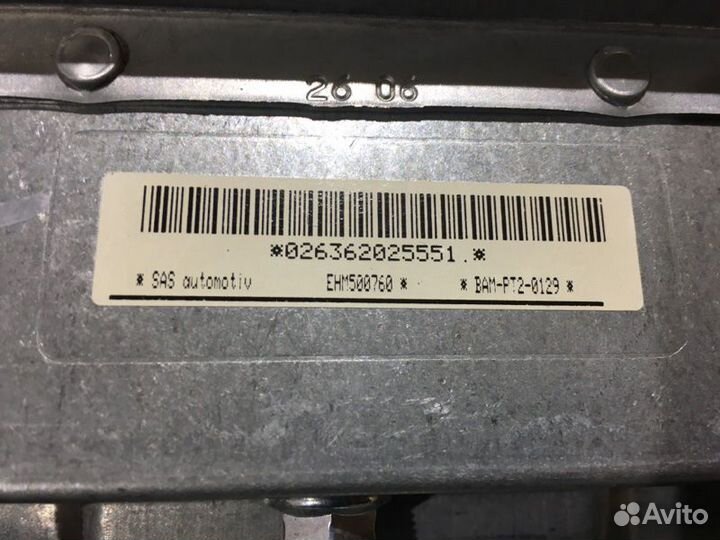 26 06
*026362025551.*
* SAS automotiv EHM500760 * * BAM-PT2-0129 *
Avito